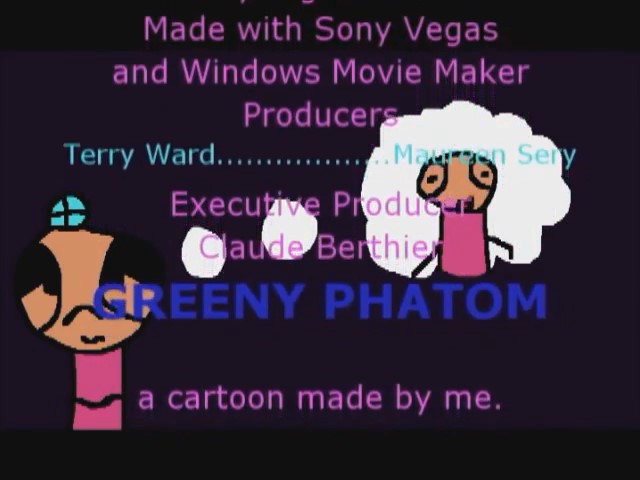 Made with Sony Vegas
and Windows Movie Maker
Producers
Terry Ward..................Maureen Sery
Executive Producer
Claude Berthier
GREENY PHATOM
a cartoon made by me.